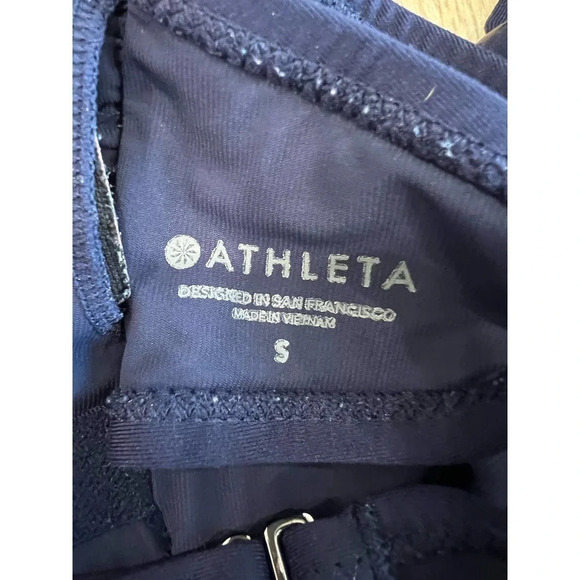 ATHLETA
DESIGNED IN SAN FRANCISCO
MADE IN VIETNAM
S